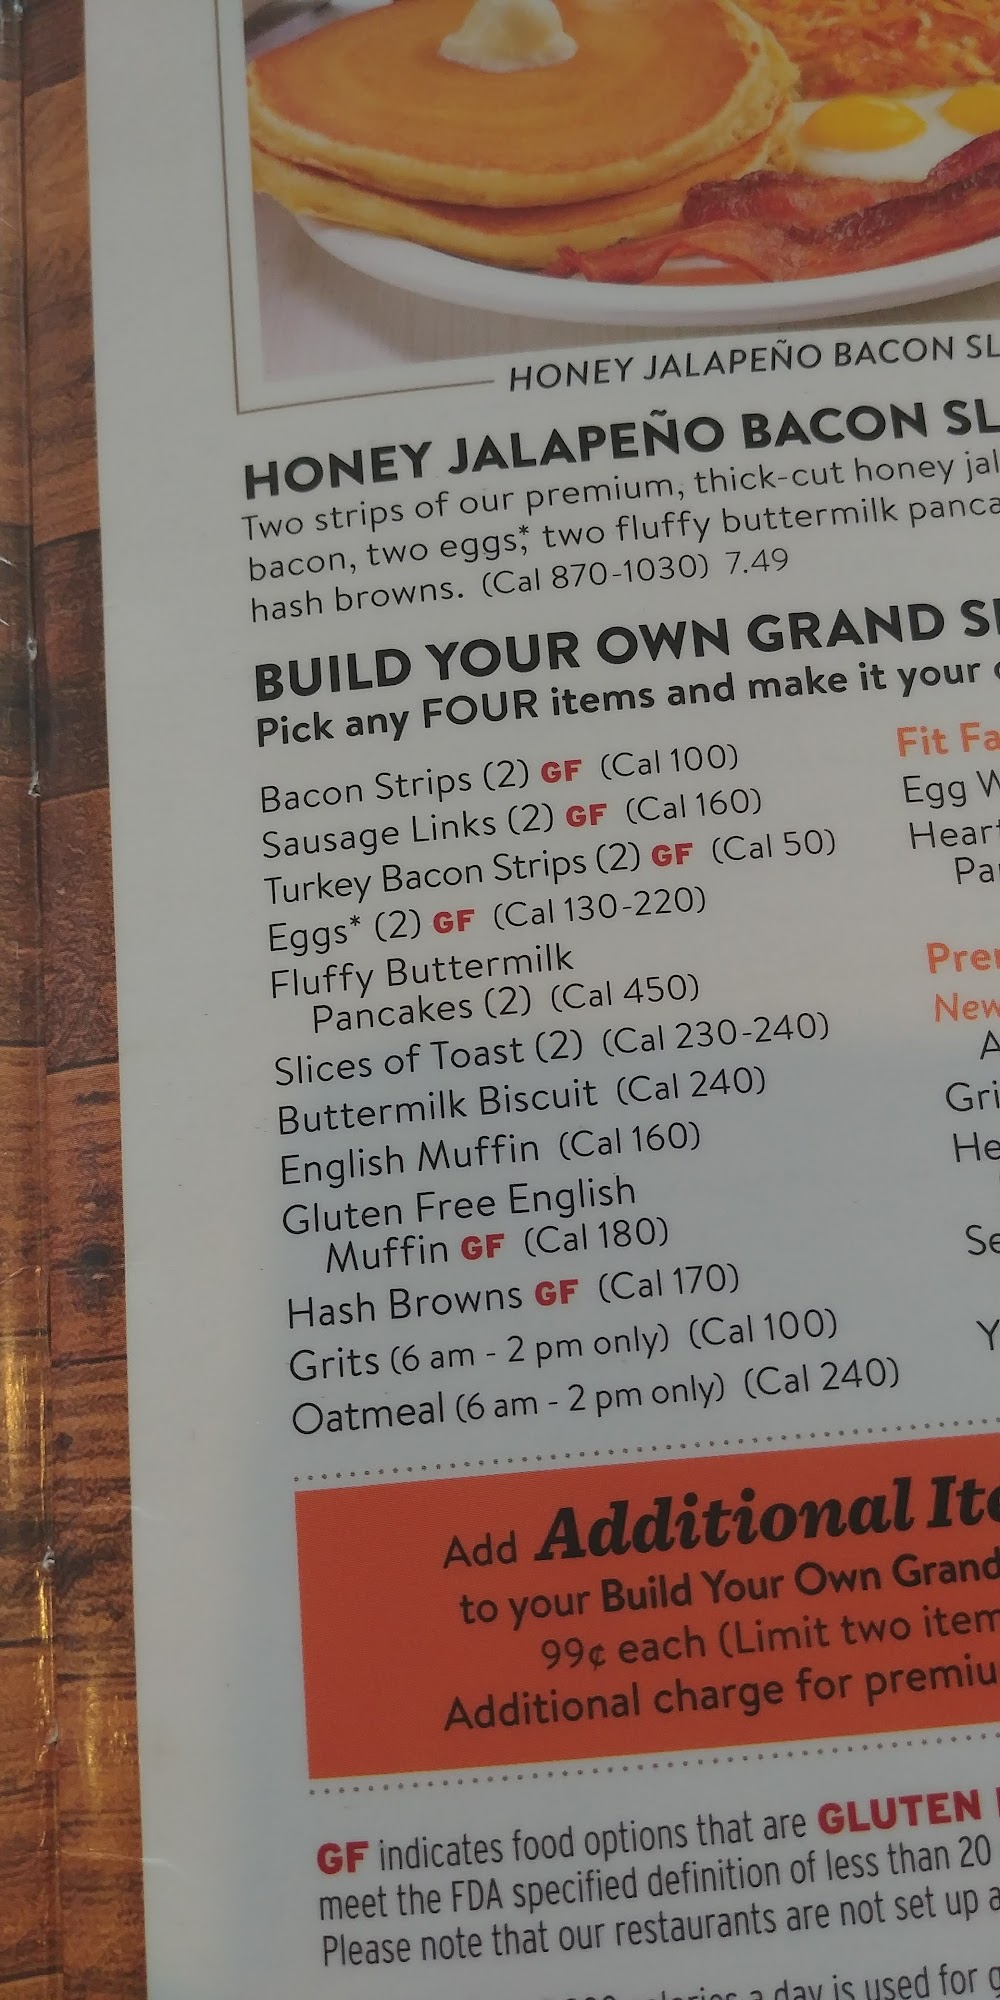 HONEY JALAPEÑO BACON SL
HONEY JALAPEÑO BACON SL
Two strips of our premium, thick-cut honey jal
bacon, two eggs,* two fluffy buttermilk panca
hash browns. (Cal 870-1030) 7.49
BUILD YOUR OWN GRAND SL
Pick any FOUR items and make it your
Bacon Strips (2) GF (Cal 100)
Sausage Links (2) GF (Cal 160)
Turkey Bacon Strips (2) GF (Cal 50)
Eggs* (2) GF (Cal 130-220)
Fluffy Buttermilk
Pancakes (2) (Cal 450)
Slices of Toast (2) (Cal 230-240)
Buttermilk Biscuit (Cal 240)
English Muffin (Cal 160)
Gluten Free English
Muffin GF (Cal 180)
Hash Browns GF (Cal 170)
Grits (6 am - 2 pm only) (Cal 100)
Oatmeal (6 am - 2 pm only) (Cal 240)
Fit Fa
Egg W
Heart
Pa
Prem
New
A
Gri
He
Se
Y
Add Additional Ite
to your Build Your Own Grand
99¢ each (Limit two item
Additional charge for premiu
GF indicates food options that are GLUTEN
meet the FDA specified definition of less than 20
Please note that our restaurants are not set up a
calories a day is used for g